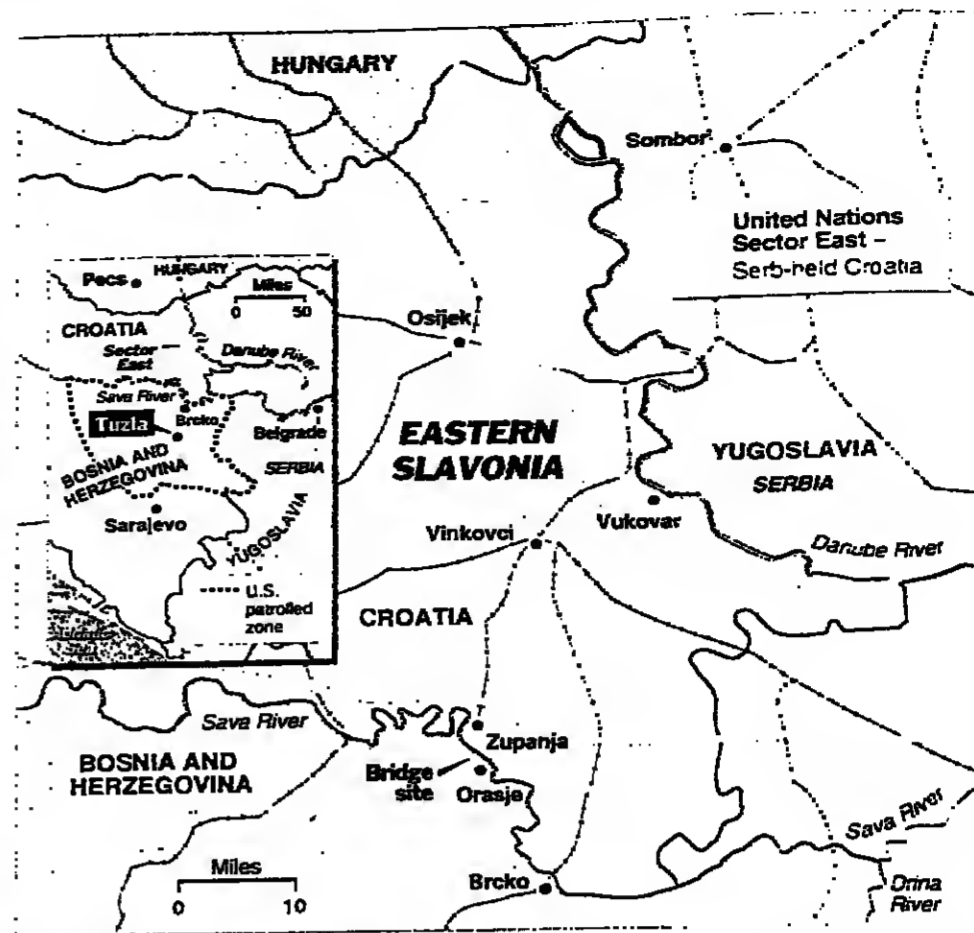 HUNGARY
Sombor
United Nations
Sector East –
Serb-held Croatia
Pecs
HUNGARY
Miles
0 50
CROATIA
Sector
East
Danube River
Sava River
Brcko
Tuzla
Belgrade
BOSNIA AND
HERZEGOVINA
SERBIA
Sarajevo
YUGOSLAVIA
U.S.
patrolled
zone
Osijek
EASTERN
SLAVONIA
YUGOSLAVIA
SERBIA
Vukovar
Vinkovci
Danube River
CROATIA
Sava River
Zupanja
BOSNIA AND
HERZEGOVINA
Bridge
site
Orasje
Sava River
Miles
0 10
Brcko
Drina
River